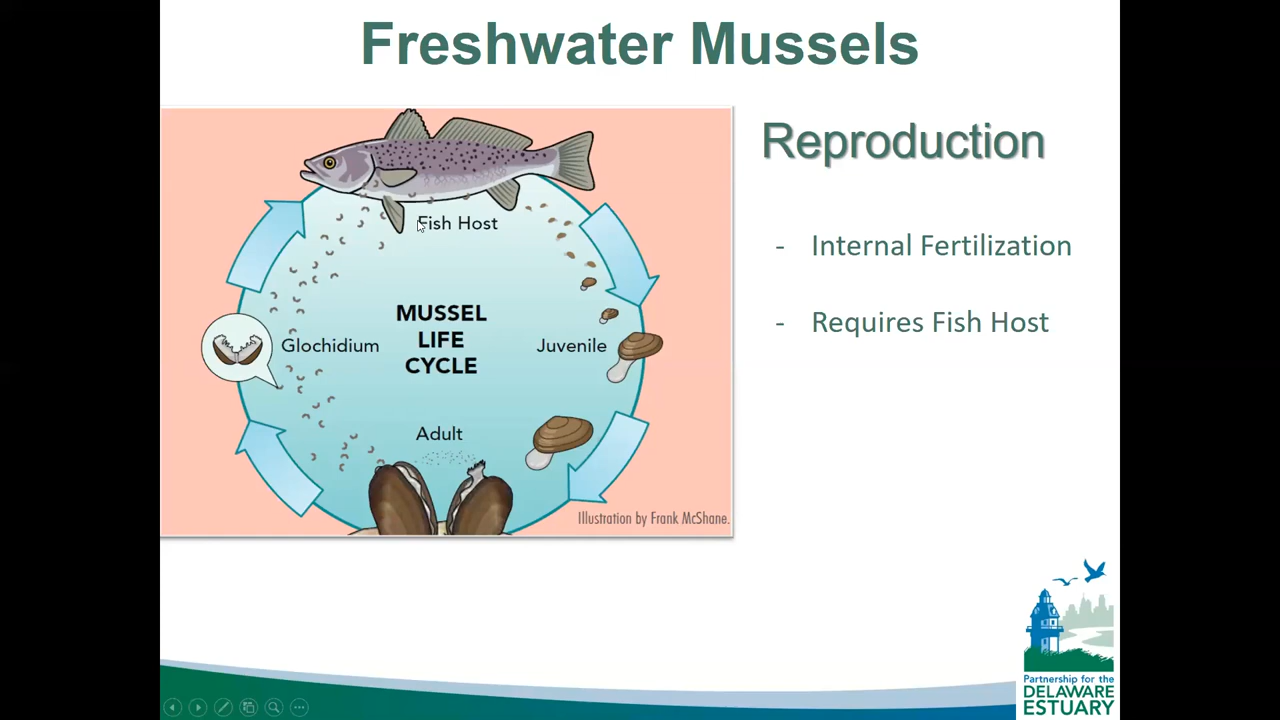 Freshwater Mussels
Reproduction
- Internal Fertilization
- Requires Fish Host
Fish Host
MUSSEL
LIFE
CYCLE
Glochidium
Juvenile
Adult
Illustration by Frank McShane.
Partnership for the
DELAWARE
ESTUARY